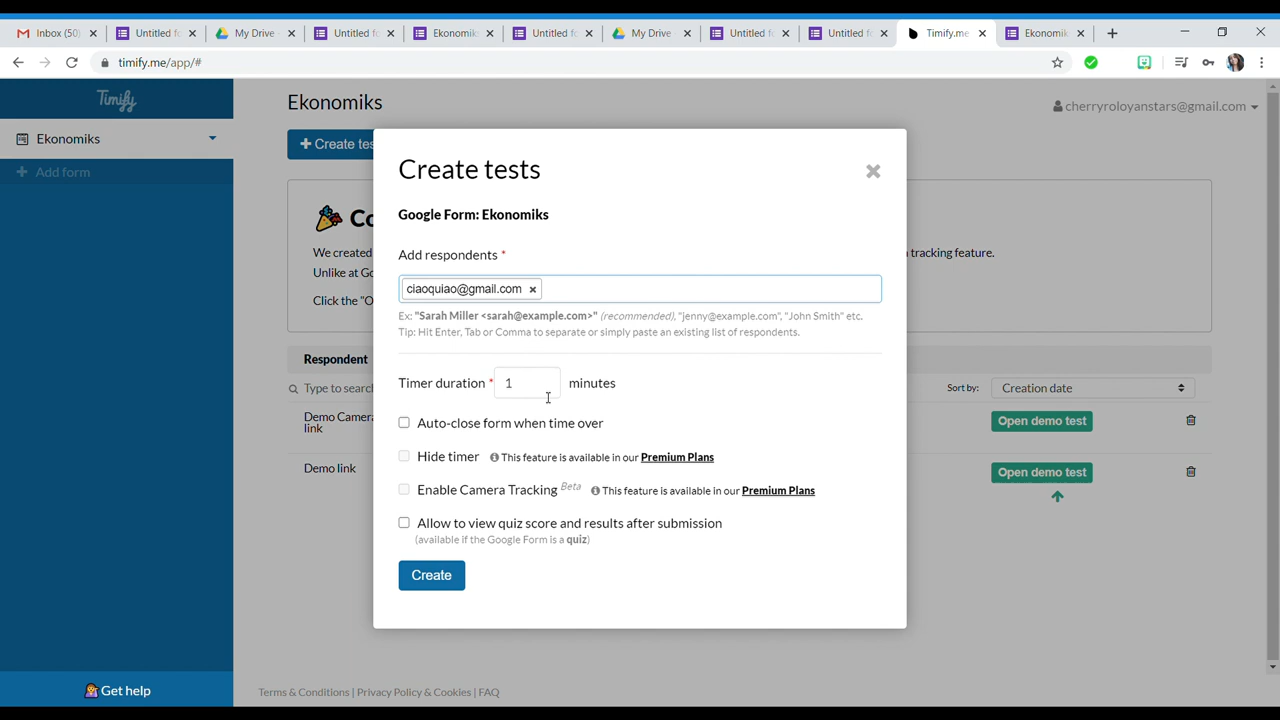 Inbox (50)
Untitled fo
My Drive
Untitled fo
Ekonomiks
Untitled fo
My Drive
Untitled fo
Untitled fo
Timify.me
Ekonomik
timify.me/app/#
Timify
Ekonomiks
cherryroloyanstars@gmail.com
Ekonomiks
+ Create tes
+ Add form
Create tests
Google Form: Ekonomiks
Co
We created
a tracking feature.
Unlike at Go
Click the "O
Add respondents *
ciaoquiao@gmail.com ×
Ex: "Sarah Miller <sarah@example.com>" (recommended), "jenny@example.com", "John Smith" etc.
Tip: Hit Enter, Tab or Comma to separate or simply paste an existing list of respondents.
Respondent
Type to searc
Sort by:
Creation date
Timer duration * 1 minutes
Demo Camera
link
Open demo test
Auto-close form when time over
Hide timer This feature is available in our Premium Plans
Demo link
Open demo test
Enable Camera Tracking Beta This feature is available in our Premium Plans
Allow to view quiz score and results after submission
(available if the Google Form is a quiz)
Create
Get help
Terms & Conditions | Privacy Policy & Cookies | FAQ